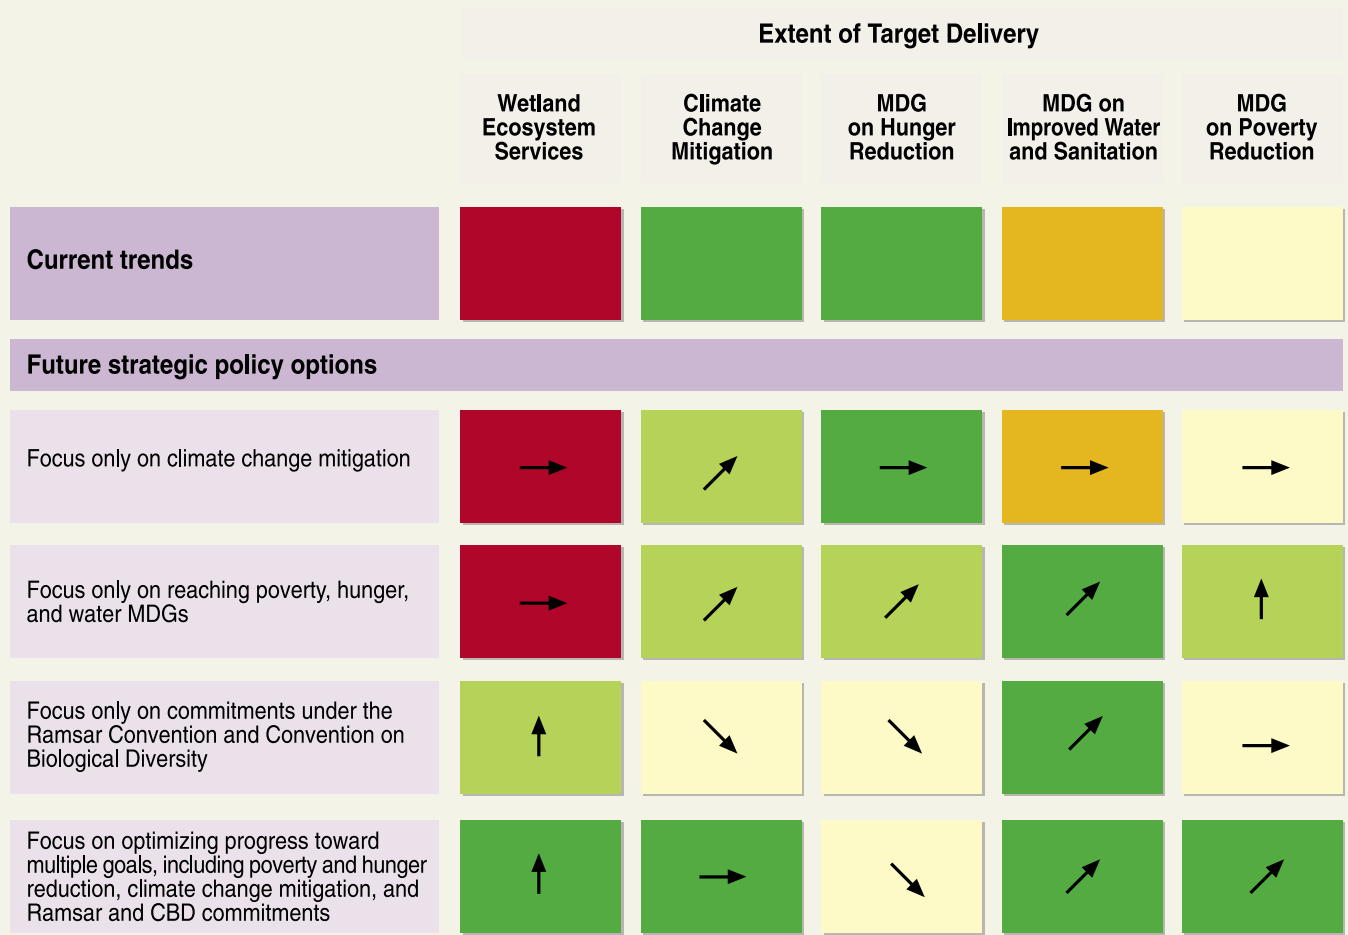 Extent of Target Delivery
Wetland
Ecosystem
Services
Climate
Change
Mitigation
MDG
on Hunger
Reduction
MDG on
Improved Water
and Sanitation
MDG
on Poverty
Reduction
Current trends
Future strategic policy options
Focus only on climate change mitigation
Focus only on reaching poverty, hunger,
and water MDGs
Focus only on commitments under the
Ramsar Convention and Convention on
Biological Diversity
Focus on optimizing progress toward
multiple goals, including poverty and hunger
reduction, climate change mitigation, and
Ramsar and CBD commitments